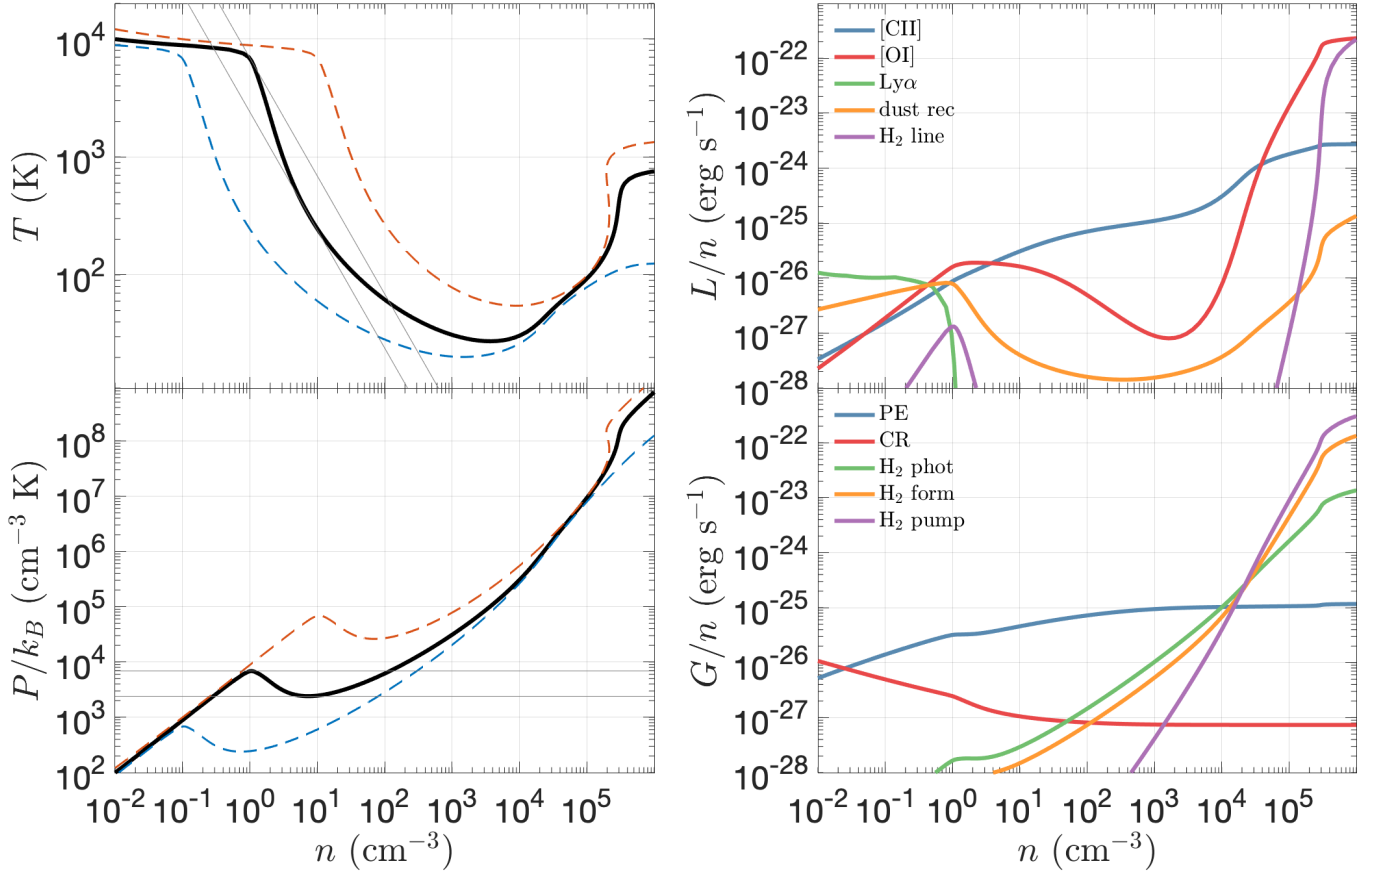 10^4
10^3
10^2
T (K)
10^8
10^7
10^6
10^5
10^4
10^3
10^2
P/k_B (cm^−3 K)
10^-2 10^-1 10^0 10^1 10^2 10^3 10^4 10^5
n (cm^−3)
[CII]
[OI]
Lyα
dust rec
H_2 line
10^-22
10^-23
10^-24
10^-25
10^-26
10^-27
10^-28
L/n (erg s^−1)
PE
CR
H_2 phot
H_2 form
H_2 pump
10^-22
10^-23
10^-24
10^-25
10^-26
10^-27
10^-28
G/n (erg s^−1)
10^-2 10^-1 10^0 10^1 10^2 10^3 10^4 10^5
n (cm^−3)